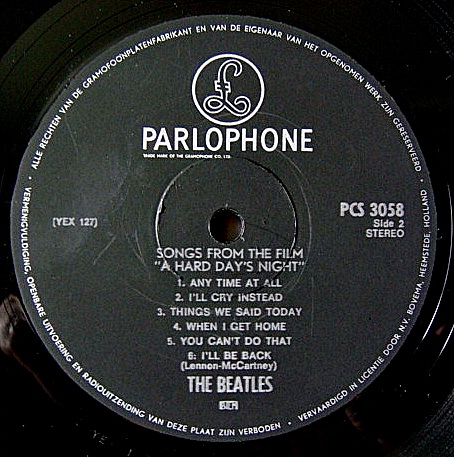 ALLE RECHTEN VAN DE GRAMOFOONPLATENFABRIKANT EN VAN DE EIGENAAR VAN HET OPGENOMEN WERK ZIJN GERESERVEERD •
£
PARLOPHONE
TRADE MARK OF THE GRAMOPHONE CO. LTD.
(YEX 127)
PCS 3058
Side 2
STEREO
SONGS FROM THE FILM
"A HARD DAY'S NIGHT"
1. ANY TIME AT ALL
2. I'LL CRY INSTEAD
3. THINGS WE SAID TODAY
4. WHEN I GET HOME
5. YOU CAN'T DO THAT
6: I'LL BE BACK
(Lennon-McCartney)
THE BEATLES
VERMENIGVULDIGING, OPENBARE UITVOERING EN RADIOUITZENDING VAN DEZE PLAAT ZIJN VERBODEN •
VERVAARDIGD IN LICENTIE DOOR N.V. BOVEMA, HEEMSTEDE, HOLLAND